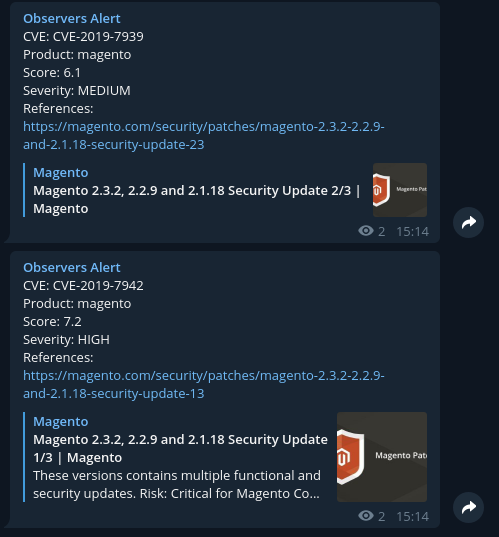 Observers Alert
CVE: CVE-2019-7939
Product: magento
Score: 6.1
Severity: MEDIUM
References:
https://magento.com/security/patches/magento-2.3.2-2.2.9-
and-2.1.18-security-update-23
Magento
Magento 2.3.2, 2.2.9 and 2.1.18 Security Update 2/3 |
Magento
Magento Pat
2 15:14
Observers Alert
CVE: CVE-2019-7942
Product: magento
Score: 7.2
Severity: HIGH
References:
https://magento.com/security/patches/magento-2.3.2-2.2.9-
and-2.1.18-security-update-13
Magento
Magento 2.3.2, 2.2.9 and 2.1.18 Security Update
1/3 | Magento
These versions contains multiple functional and
security updates. Risk: Critical for Magento Co...
Magento Pat
2 15:14